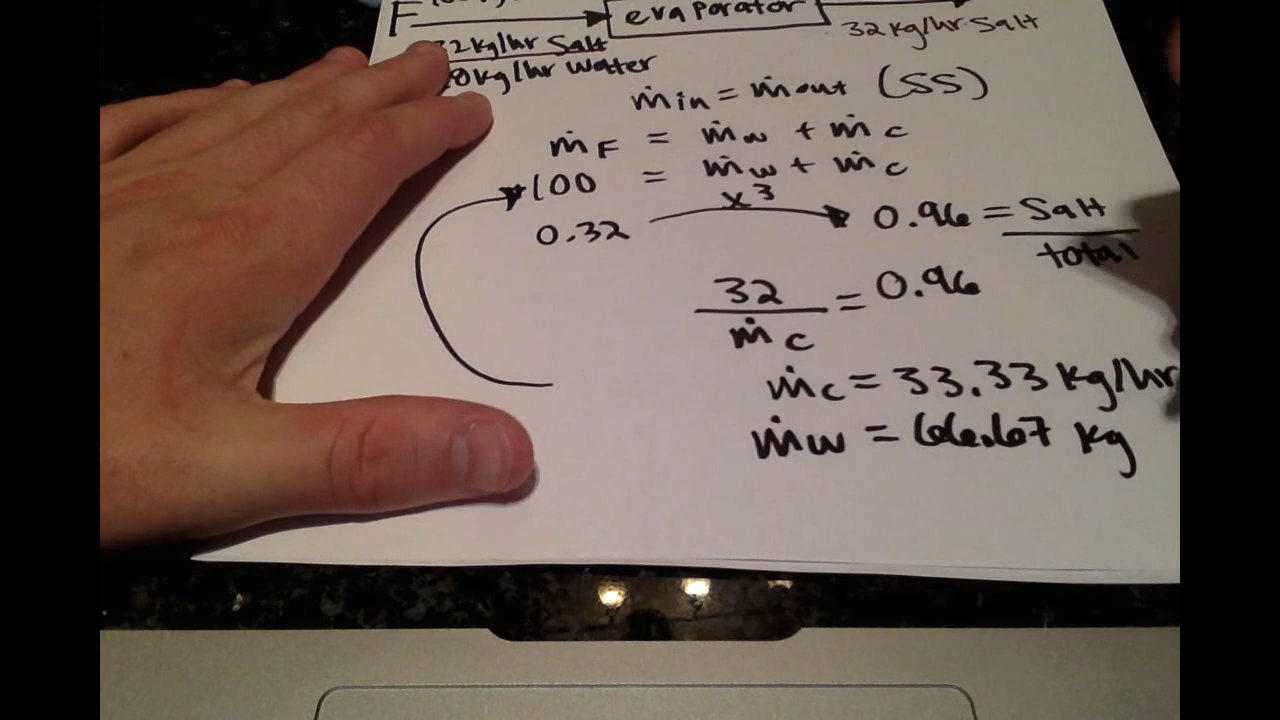 F
evaporator
32 kg/hr Salt
32 kg/hr Salt
kg/hr water
ṁin = ṁout (SS)
ṁF = ṁw + ṁc
100 = ṁw + ṁc
x3
0.32 0.96 = Salt
total
32 = 0.96
ṁc
ṁc = 33.33 kg/hr
ṁw = 66.67 kg